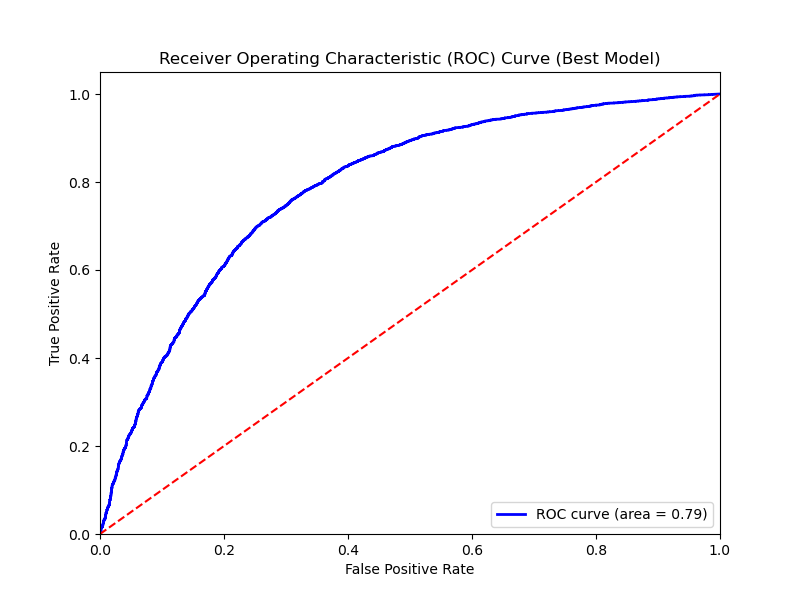 Receiver Operating Characteristic (ROC) Curve (Best Model)
1.0
0.8
0.6
0.4
0.2
0.0
True Positive Rate
ROC curve (area = 0.79)
0.0 0.2 0.4 0.6 0.8 1.0
False Positive Rate